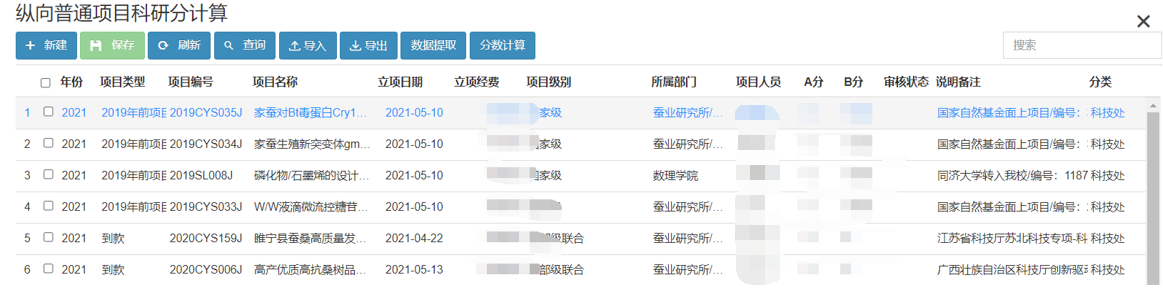 纵向普通项目科研分计算
新建 保存 刷新 查询 导入 导出 数据提取 分数计算 搜索
年份 项目类型 项目编号 项目名称 立项日期 立项经费 项目级别 所属部门 项目人员 A分 B分 审核状态 说明备注 分类
1 2021 2019年前项目 2019CYS035J 家蚕对Bt毒蛋白Cry1... 2021-05-10 家级 蚕业研究所/... 国家自然基金面上项目/编号: 科技处
2 2021 2019年前项目 2019CYS034J 家蚕生殖新突变体gm... 2021-05-10 家级 蚕业研究所/... 国家自然基金面上项目/编号: 科技处
3 2021 2019年前项目 2019SL008J 磷化物/石墨烯的设计... 2021-05-10 家级 数理学院 同济大学转入我校/编号: 1187 科技处
4 2021 2019年前项目 2019CYS033J W/W液滴微流控糖苷... 2021-05-10 蚕业研究所/... 国家自然基金面上项目/编号: 科技处
5 2021 到款 2020CYS159J 睢宁县蚕桑高质量发... 2021-04-22 部级联合 蚕业研究所/... 江苏省科技厅苏北科技专项-科 科技处
6 2021 到款 2020CYS006J 高产优质高抗桑树品... 2021-05-13 部级联合 蚕业研究所/... 广西壮族自治区科技厅创新驱动 科技处